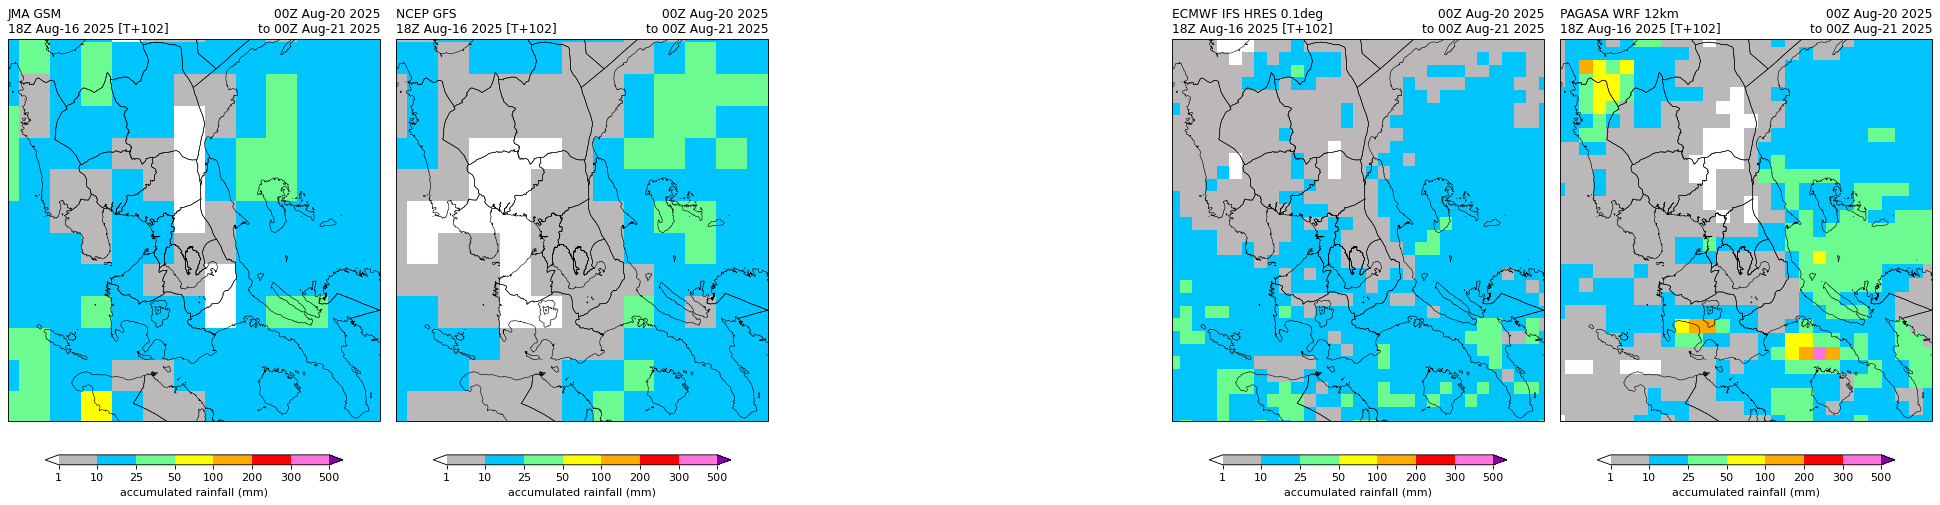 JMA GSM 00Z Aug-20 2025
18Z Aug-16 2025 [T+102] to 00Z Aug-21 2025
NCEP GFS 00Z Aug-20 2025
18Z Aug-16 2025 [T+102] to 00Z Aug-21 2025
ECMWF IFS HRES 0.1deg 00Z Aug-20 2025
18Z Aug-16 2025 [T+102] to 00Z Aug-21 2025
PAGASA WRF 12km 00Z Aug-20 2025
18Z Aug-16 2025 [T+102] to 00Z Aug-21 2025
1 10 25 50 100 200 300 500
accumulated rainfall (mm)
1 10 25 50 100 200 300 500
accumulated rainfall (mm)
1 10 25 50 100 200 300 500
accumulated rainfall (mm)
1 10 25 50 100 200 300 500
accumulated rainfall (mm)